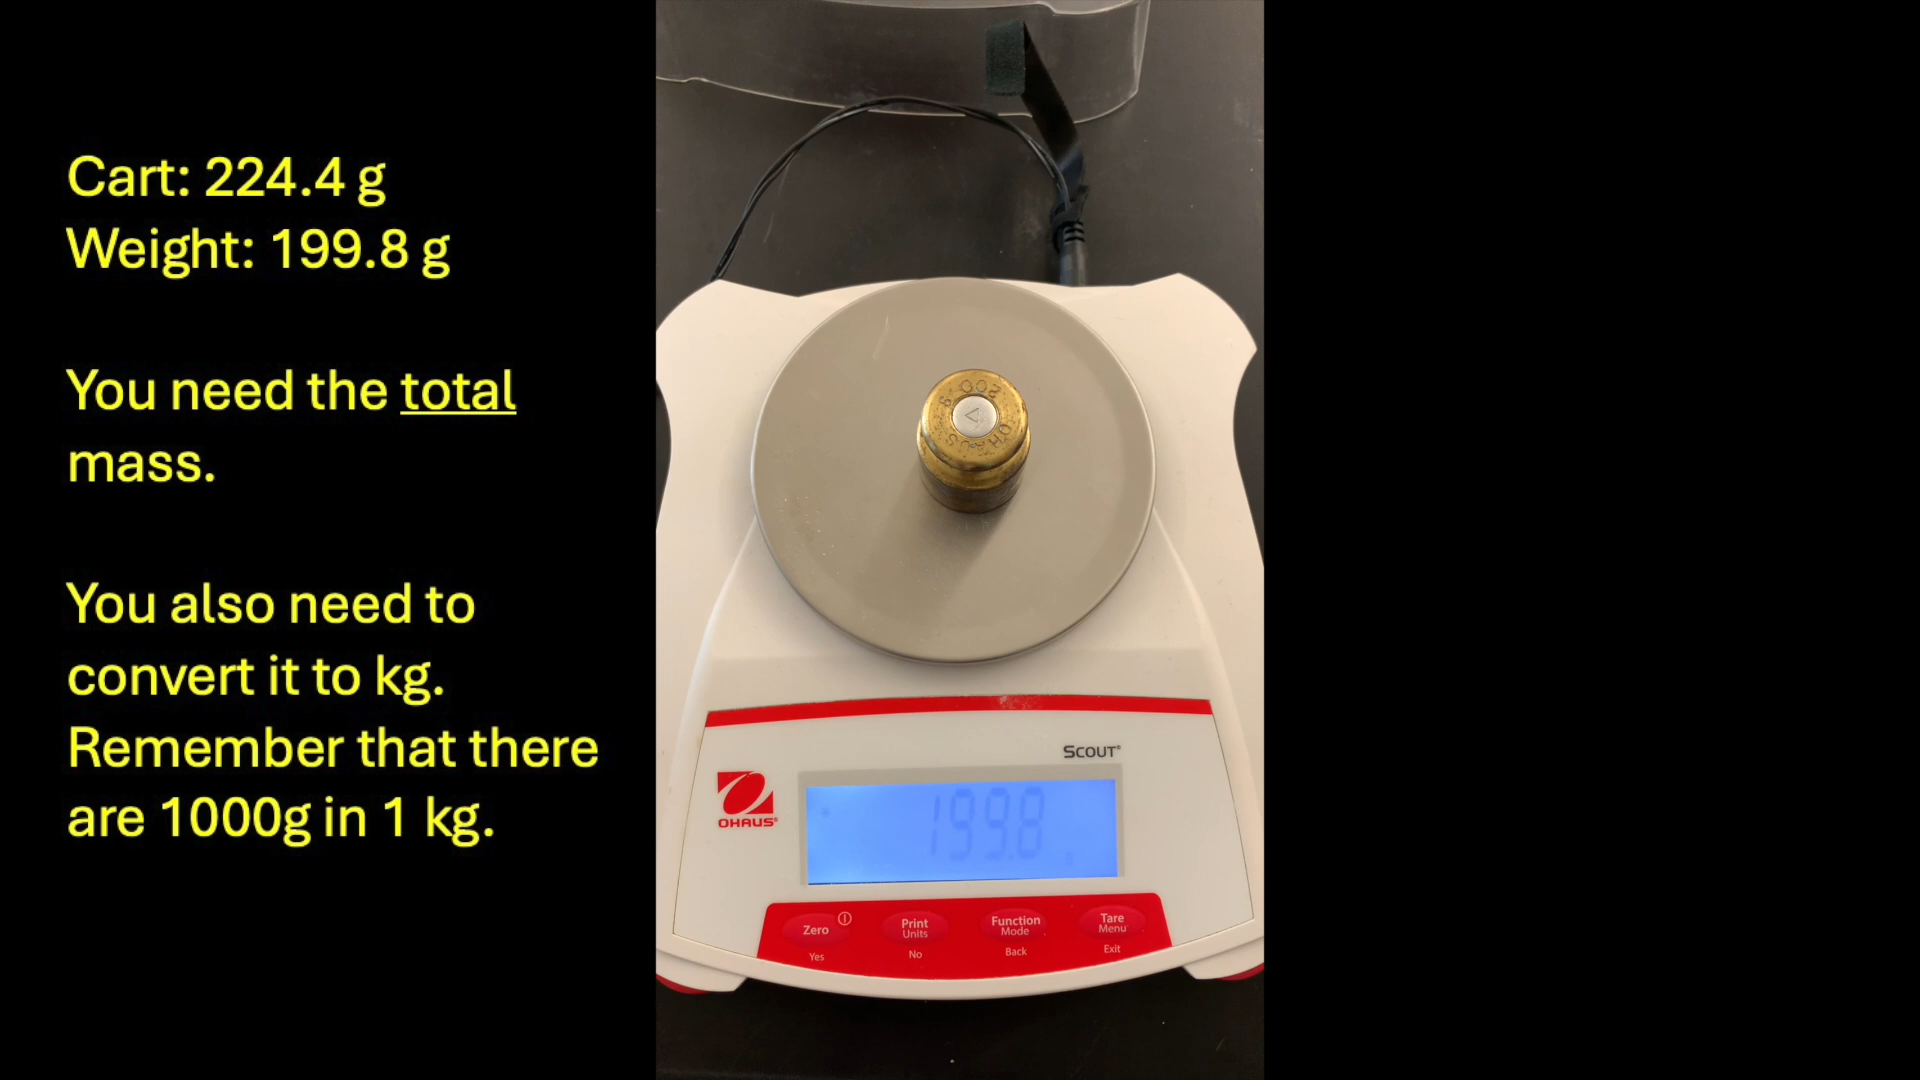 Cart: 224.4 g
Weight: 199.8 g
You need the total
mass.
You also need to
convert it to kg.
Remember that there
are 1000g in 1 kg.
200 g
OHAUS
SCOUT®
OHAUS®
199.8
Zero
Print
Units
Function
Mode
Tare
Menu
Yes
No
Back
Exit